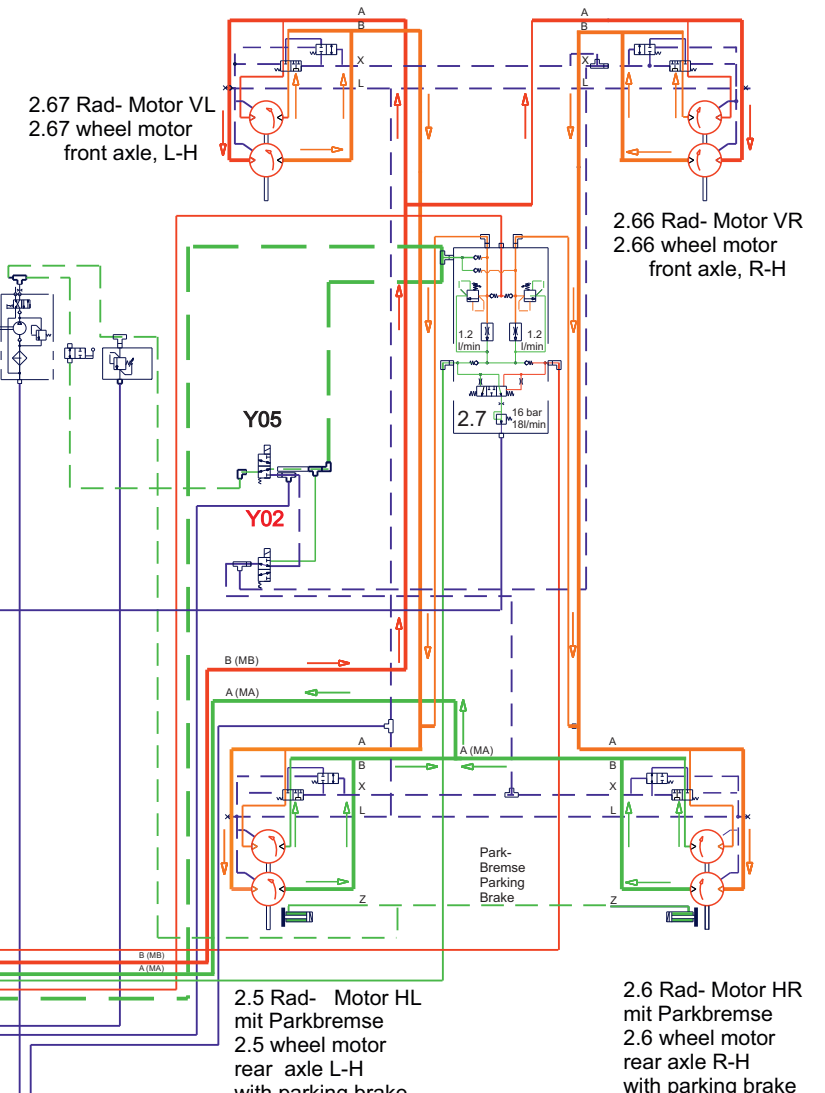 A
B
X
L
A
B
X
L
2.67 Rad- Motor VL
2.67 wheel motor
front axle, L-H
2.66 Rad- Motor VR
2.66 wheel motor
front axle, R-H
1.2
l/min
1.2
l/min
2.7
16 bar
18l/min
Y05
Y02
B (MB)
A (MA)
A
B
X
L
Z
A (MA)
A
B
X
L
Z
Park-
Bremse
Parking
Brake
B (MB)
A (MA)
2.5 Rad- Motor HL
mit Parkbremse
2.5 wheel motor
rear axle L-H
with parking brake
2.6 Rad- Motor HR
mit Parkbremse
2.6 wheel motor
rear axle R-H
with parking brake